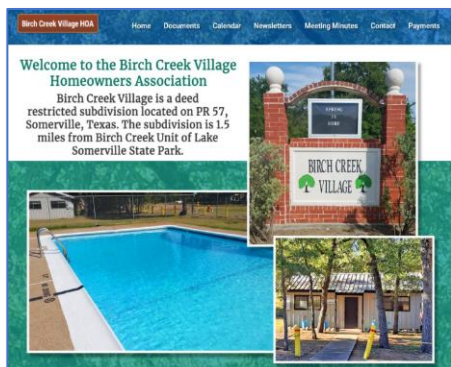 Birch Creek Village HOA
Home Documents Calendar Newsletters Meeting Minutes Contact Payments
Welcome to the Birch Creek Village
Homeowners Association
Birch Creek Village is a deed
restricted subdivision located on PR 57,
Somerville, Texas. The subdivision is 1.5
miles from Birch Creek Unit of Lake
Somerville State Park.
BIRCH CREEK
VILLAGE